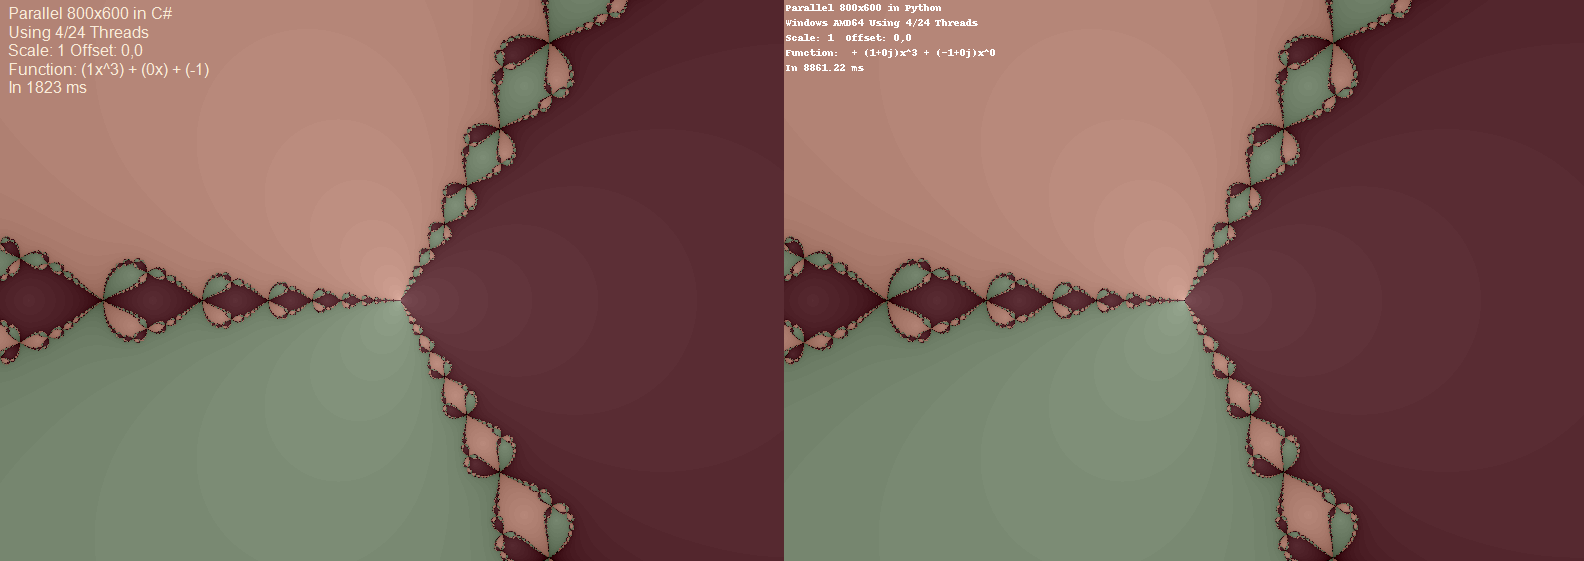 Parallel 800x600 in C#
Using 4/24 Threads
Scale: 1 Offset: 0,0
Function: (1x^3) + (0x) + (-1)
In 1823 ms
Parallel 800x600 in Python
Windows AMD64 Using 4/24 Threads
Scale: 1  Offset: 0,0
Function:  + (1+0j)x^3 + (-1+0j)x^0
In 8861.22 ms